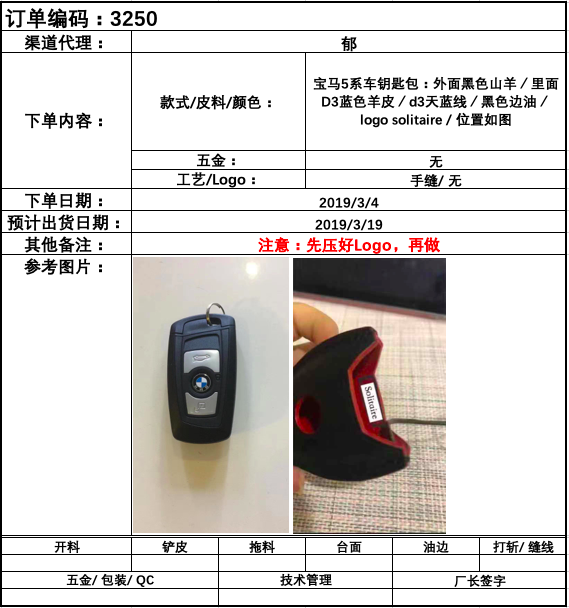 订单编码：3250
渠道代理：
郁
下单内容：
款式/皮料/颜色：
宝马5系车钥匙包：外面黑色山羊/里面
D3蓝色羊皮/d3天蓝线/黑色边油/
logo solitaire/位置如图
五金：
无
工艺/Logo：
手缝/ 无
下单日期：
2019/3/4
预计出货日期：
2019/3/19
其他备注：
注意：先压好Logo，再做
参考图片：
Solitaire
开料
铲皮
拖料
台面
油边
打斩/ 缝线
五金/ 包装/ QC
技术管理
厂长签字